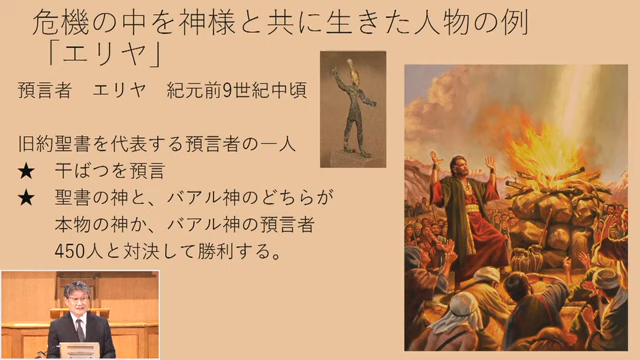 危機の中を神様と共に生きた人物の例
「エリヤ」
預言者　エリヤ　紀元前9世紀中頃
旧約聖書を代表する預言者の一人
★　干ばつを預言
★　聖書の神と、バアル神のどちらが
本物の神か、バアル神の預言者
450人と対決して勝利する。